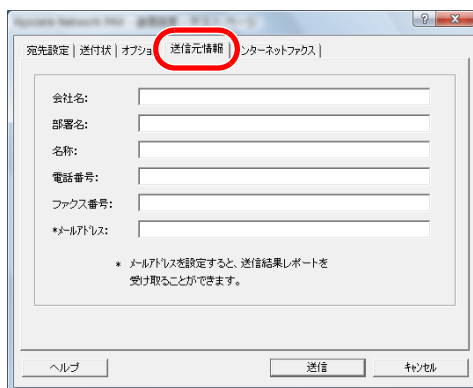 Kyocera Network FAX
宛先設定 送付状 オプショ 送信元情報 ンターネットファクス
会社名:
部署名:
名称:
電話番号:
ファクス番号:
*メールアドレス:
* メールアドレスを設定すると、送信結果レポートを
受け取ることができます。
ヘルプ 送信 キャンセル